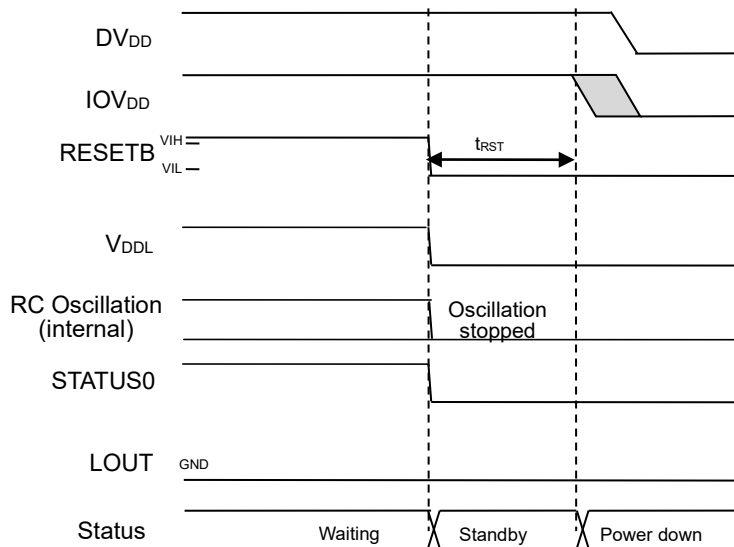 DVDD
IOVDD
RESETB
VIH
VIL
tRST
VDDL
RC Oscillation
(internal)
Oscillation
stopped
STATUS0
LOUT
GND
Status
Waiting
Standby
Power down